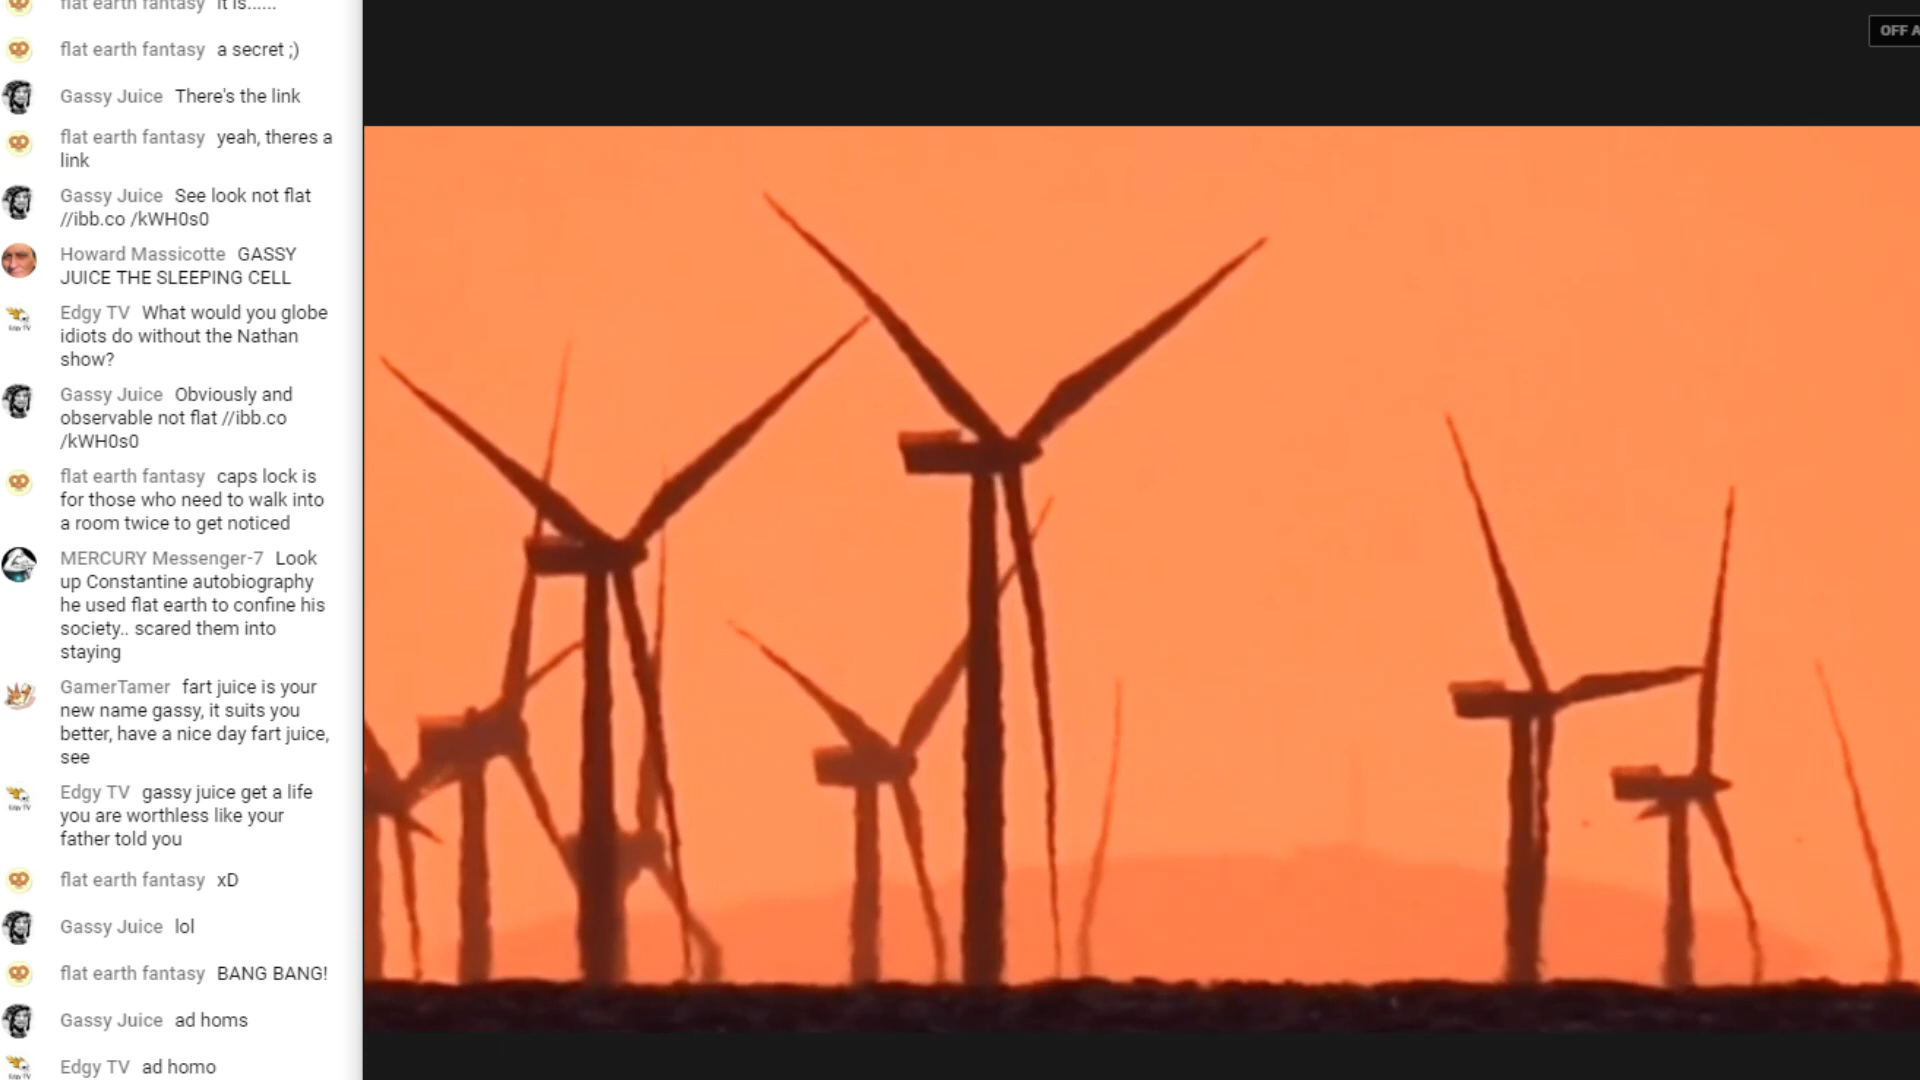 flat earth fantasy it is......
flat earth fantasy a secret ;)
Gassy Juice There's the link
flat earth fantasy yeah, theres a
link
Gassy Juice See look not flat
//ibb.co /kWH0s0
Howard Massicotte GASSY
JUICE THE SLEEPING CELL
Edgy TV What would you globe
idiots do without the Nathan
show?
Gassy Juice Obviously and
observable not flat //ibb.co
/kWH0s0
flat earth fantasy caps lock is
for those who need to walk into
a room twice to get noticed
MERCURY Messenger-7 Look
up Constantine autobiography
he used flat earth to confine his
society.. scared them into
staying
GamerTamer fart juice is your
new name gassy, it suits you
better, have a nice day fart juice,
see
Edgy TV gassy juice get a life
you are worthless like your
father told you
flat earth fantasy xD
Gassy Juice lol
flat earth fantasy BANG BANG!
Gassy Juice ad homs
Edgy TV ad homo
OFF A